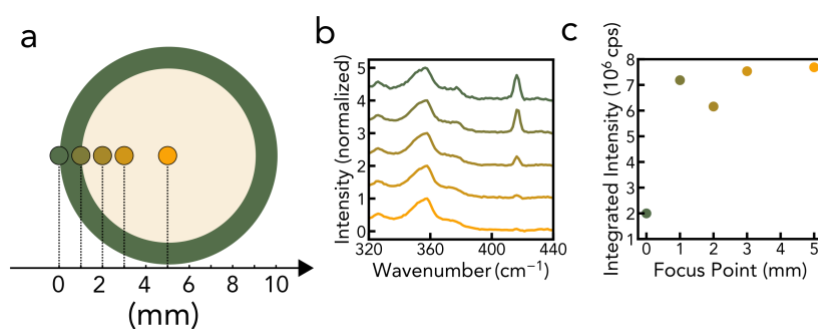 a
0 2 4 6 8 10
(mm)
b
Intensity (normalized)
5
4
3
2
1
0
320 360 400 440
Wavenumber (cm⁻¹)
c
Integrated Intensity (10⁶ cps)
8
7
6
5
4
3
2
1
0 1 2 3 4 5
Focus Point (mm)